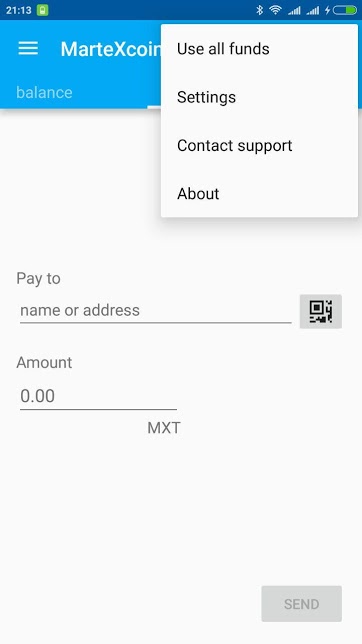 21:13
MarteXcoin
Use all funds
balance
Settings
Contact support
About
Pay to
name or address
Amount
0.00
MXT
SEND